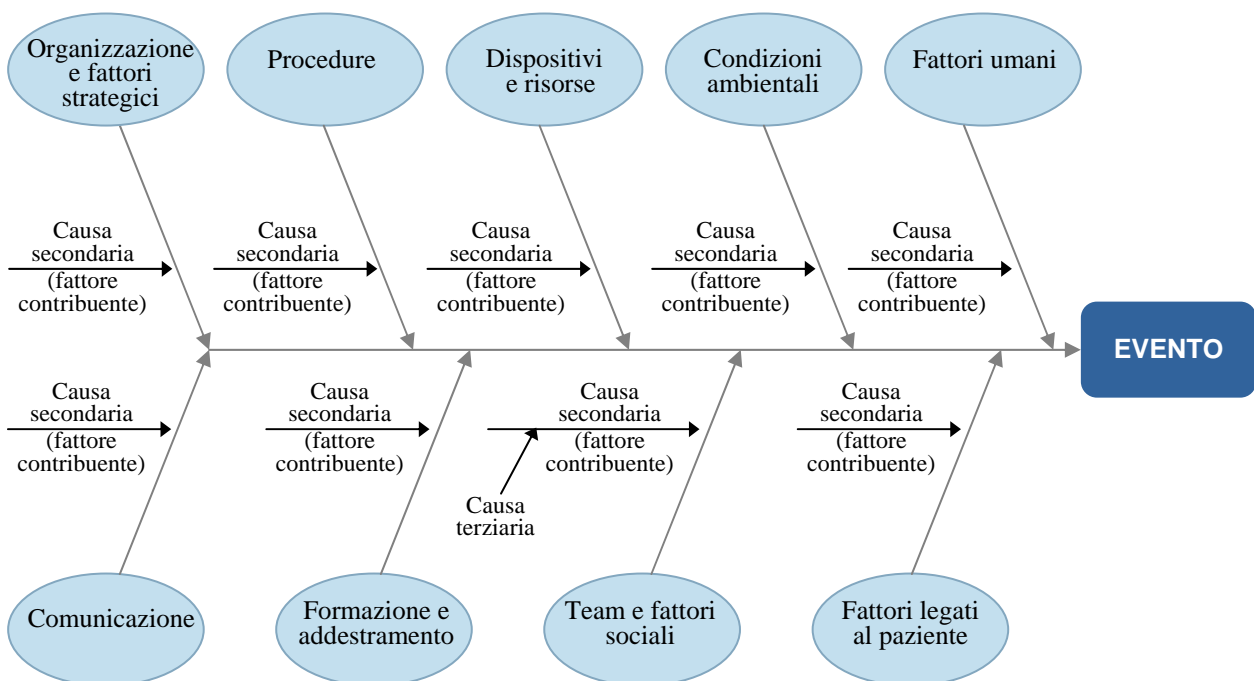 Organizzazione
e fattori
strategici
Procedure
Dispositivi
e risorse
Condizioni
ambientali
Fattori umani
Causa
secondaria
(fattore
contribuente)
Causa
secondaria
(fattore
contribuente)
Causa
secondaria
(fattore
contribuente)
Causa
secondaria
(fattore
contribuente)
Causa
secondaria
(fattore
contribuente)
EVENTO
Causa
secondaria
(fattore
contribuente)
Causa
secondaria
(fattore
contribuente)
Causa
secondaria
(fattore
contribuente)
Causa
terziaria
Causa
secondaria
(fattore
contribuente)
Comunicazione
Formazione e
addestramento
Team e fattori
sociali
Fattori legati
al paziente